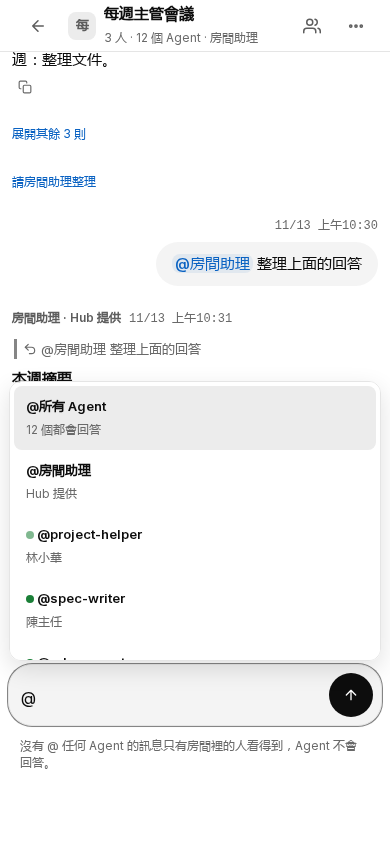 每
每週主管會議
3 人 · 12 個 Agent · 房間助理
週：整理文件。
展開其餘 3 則
請房間助理整理
11/13 上午10:30
@房間助理 整理上面的回答
房間助理 · Hub 提供 11/13 上午10:31
@房間助理 整理上面的回答
本週摘要
@所有 Agent
12 個都會回答
@房間助理
Hub 提供
@project-helper
林小華
@spec-writer
陳主任
@
沒有 @ 任何 Agent 的訊息只有房間裡的人看得到，Agent 不會
回答。